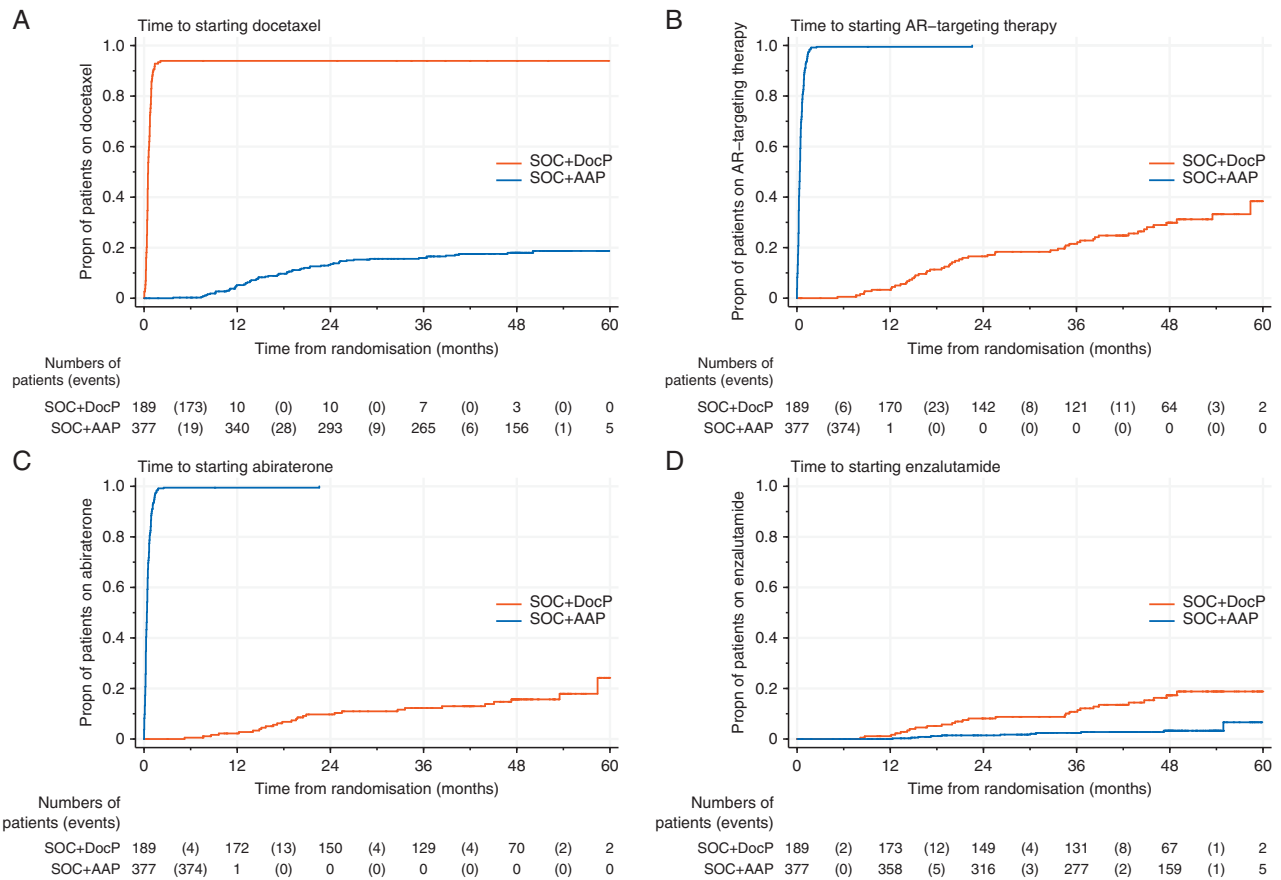 A
Time to starting docetaxel
Propn of patients on docetaxel
1.0
0.8
0.6
0.4
0.2
0
SOC+DocP
SOC+AAP
0 12 24 36 48 60
Time from randomisation (months)
Numbers of
patients (events)
SOC+DocP 189 (173) 10 (0) 10 (0) 7 (0) 3 (0) 0
SOC+AAP 377 (19) 340 (28) 293 (9) 265 (6) 156 (1) 5
B
Time to starting AR−targeting therapy
Propn of patients on AR−targeting therapy
1.0
0.8
0.6
0.4
0.2
0
SOC+DocP
SOC+AAP
0 12 24 36 48 60
Time from randomisation (months)
Numbers of
patients (events)
SOC+DocP 189 (6) 170 (23) 142 (8) 121 (11) 64 (3) 2
SOC+AAP 377 (374) 1 (0) 0 (0) 0 (0) 0 (0) 0
C
Time to starting abiraterone
Propn of patients on abiraterone
1.0
0.8
0.6
0.4
0.2
0
SOC+DocP
SOC+AAP
0 12 24 36 48 60
Time from randomisation (months)
Numbers of
patients (events)
SOC+DocP 189 (4) 172 (13) 150 (4) 129 (4) 70 (2) 2
SOC+AAP 377 (374) 1 (0) 0 (0) 0 (0) 0 (0) 0
D
Time to starting enzalutamide
Propn of patients on enzalutamide
1.0
0.8
0.6
0.4
0.2
0
SOC+DocP
SOC+AAP
0 12 24 36 48 60
Time from randomisation (months)
Numbers of
patients (events)
SOC+DocP 189 (2) 173 (12) 149 (4) 131 (8) 67 (1) 2
SOC+AAP 377 (0) 358 (5) 316 (3) 277 (2) 159 (1) 5